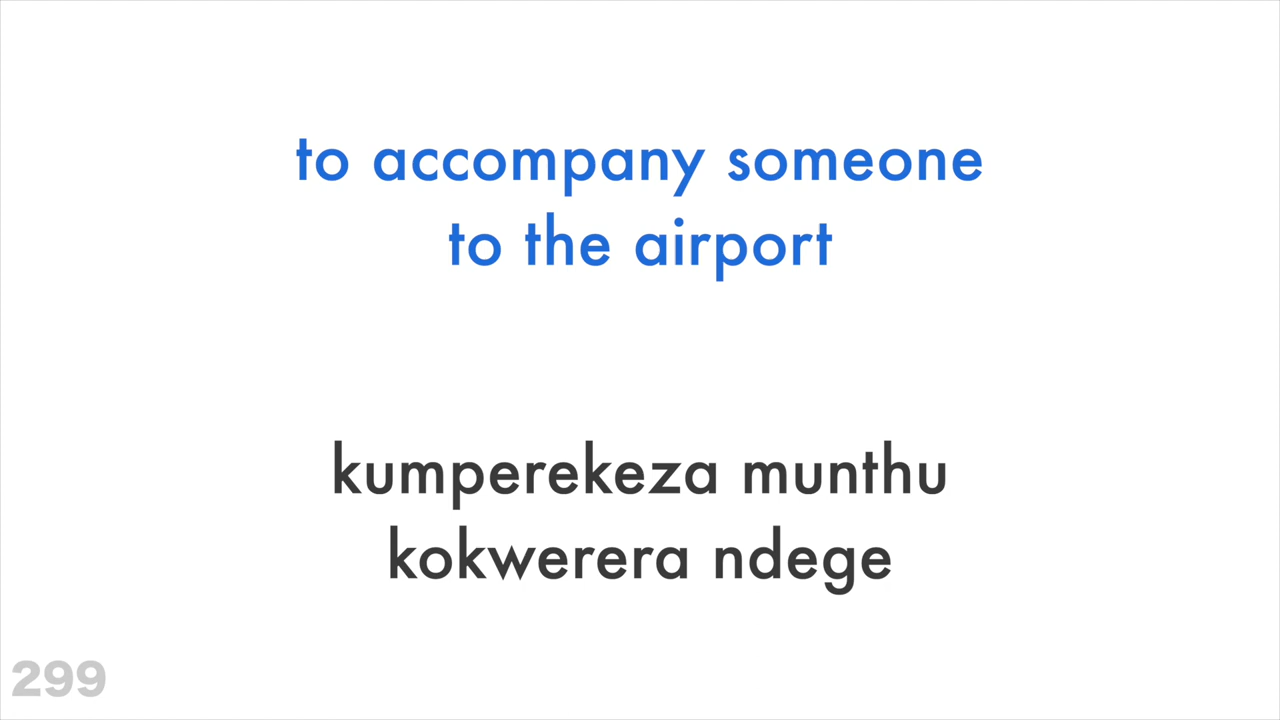 to accompany someone
to the airport
kumperekeza munthu
kokwerera ndege
299